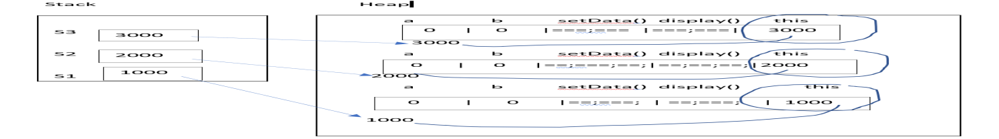 Stack Heap
a b setData() display() this
S3 3000 0 | 0 |==;=== |==;===| 3000
3000
S2 2000 a b setData() display() this
0 | 0 |==;==;==;|==;==;==;|2000
2000
S1 1000
a b setData() display() this
0 | 0 |==;===; | ==;===; | 1000
1000